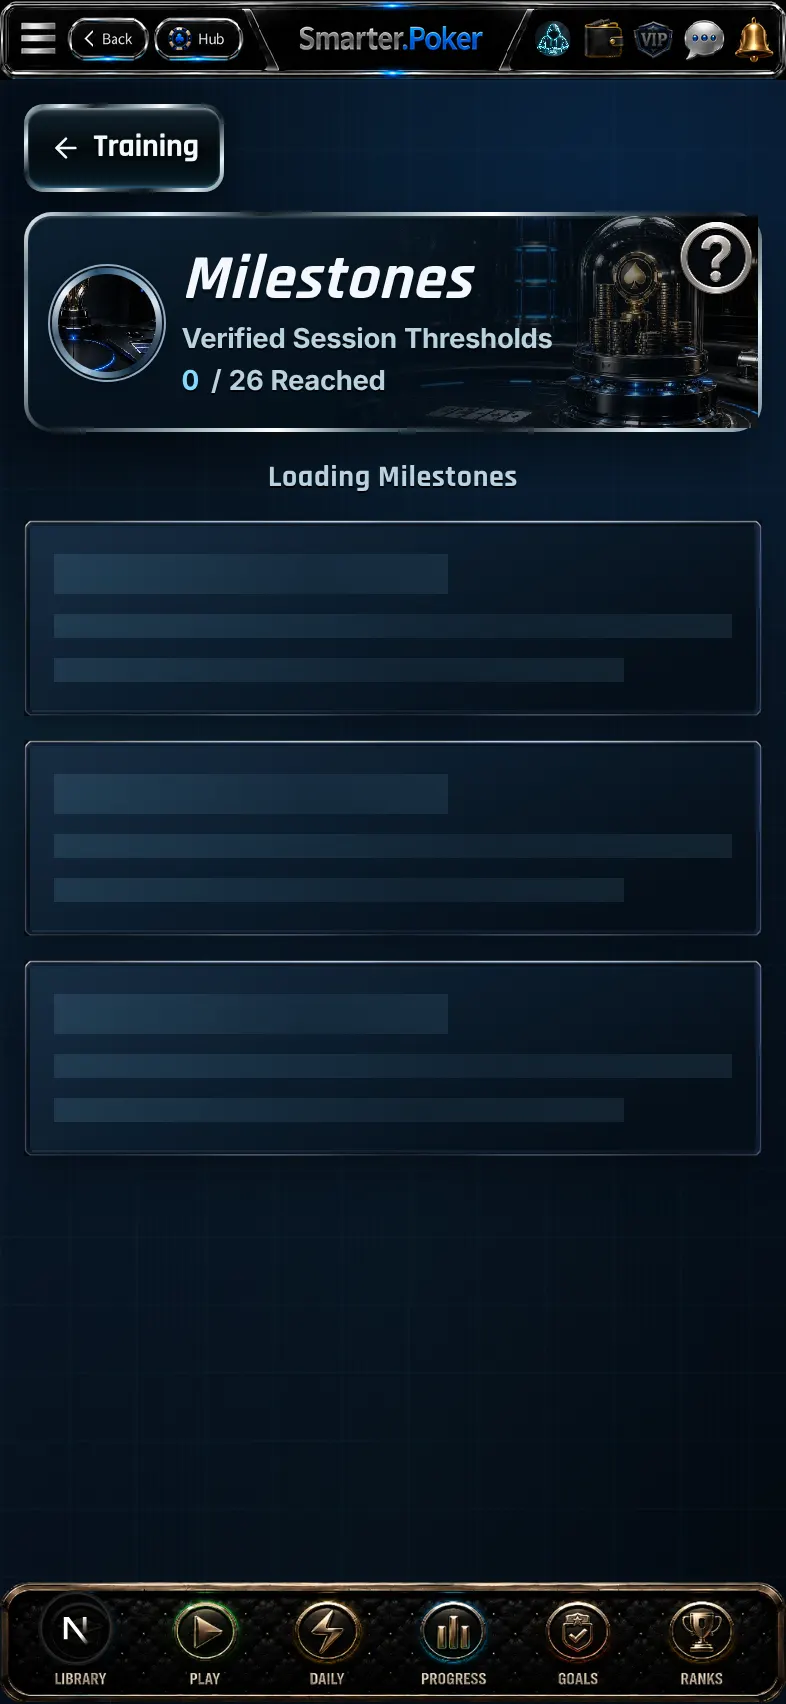 Back
Hub
Smarter.Poker
VIP
← Training
Milestones
?
Verified Session Thresholds
0 / 26 Reached
Loading Milestones
N
LIBRARY
PLAY
DAILY
PROGRESS
GOALS
RANKS